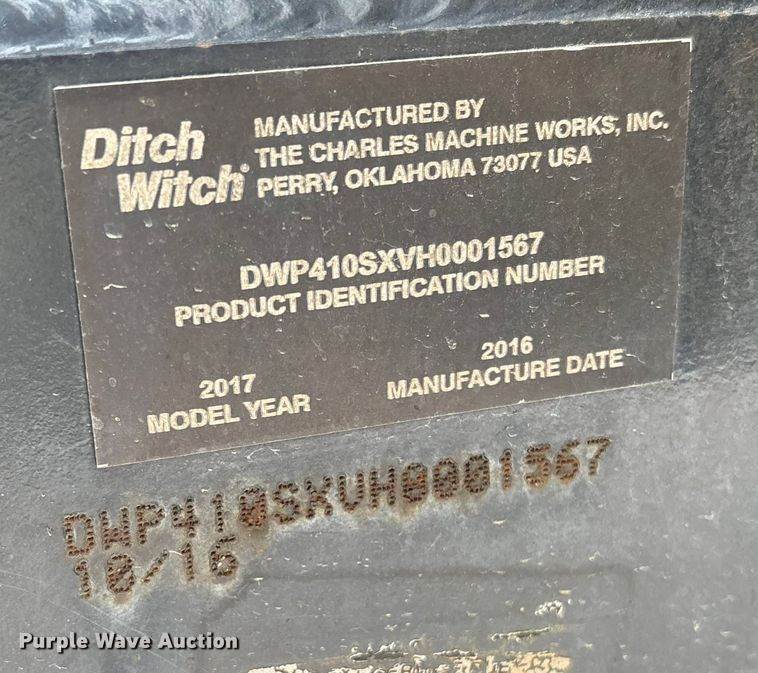 Ditch Witch®
MANUFACTURED BY
THE CHARLES MACHINE WORKS, INC.
PERRY, OKLAHOMA 73077 USA
DWP410SXVH0001567
PRODUCT IDENTIFICATION NUMBER
2017
MODEL YEAR
2016
MANUFACTURE DATE
DWP410SXVH0001567
10/16
Purple Wave Auction